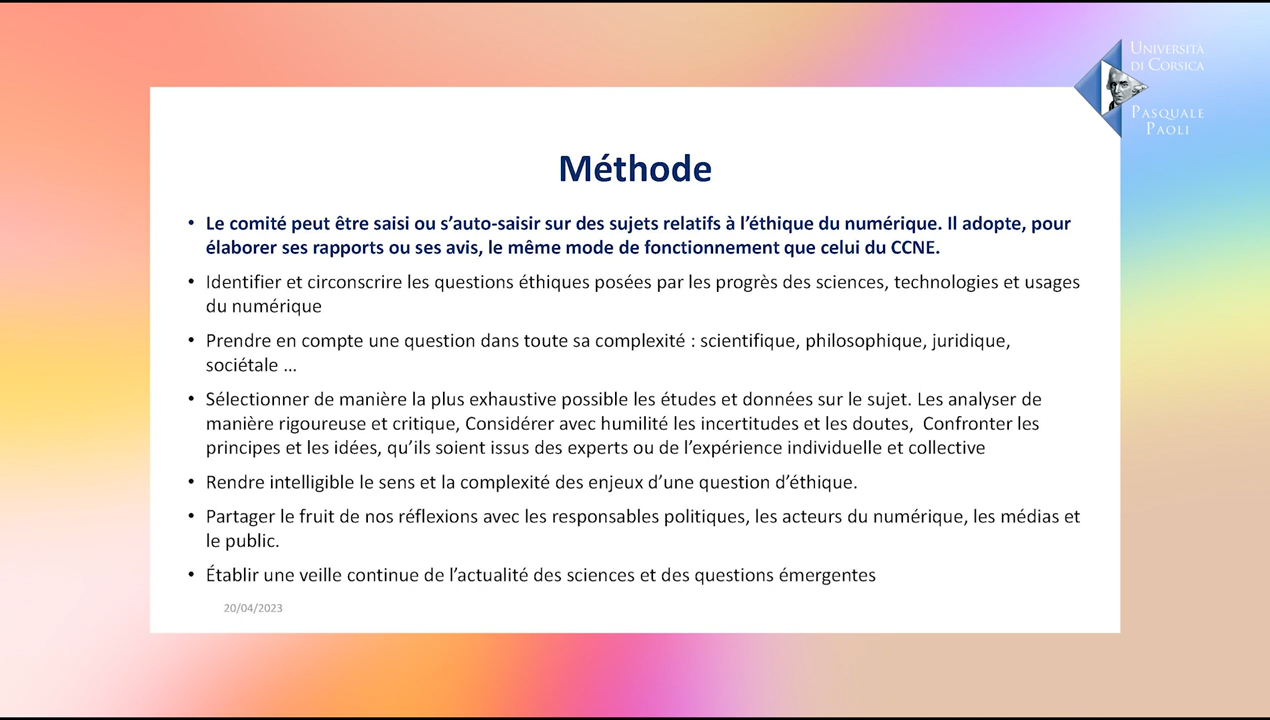 UNIVERSITÀ
DI CORSICA
PASQUALE
PAOLI
Méthode
• Le comité peut être saisi ou s’auto-saisir sur des sujets relatifs à l’éthique du numérique. Il adopte, pour
élaborer ses rapports ou ses avis, le même mode de fonctionnement que celui du CCNE.
• Identifier et circonscrire les questions éthiques posées par les progrès des sciences, technologies et usages
du numérique
• Prendre en compte une question dans toute sa complexité : scientifique, philosophique, juridique,
sociétale ...
• Sélectionner de manière la plus exhaustive possible les études et données sur le sujet. Les analyser de
manière rigoureuse et critique, Considérer avec humilité les incertitudes et les doutes,  Confronter les
principes et les idées, qu’ils soient issus des experts ou de l’expérience individuelle et collective
• Rendre intelligible le sens et la complexité des enjeux d’une question d’éthique.
• Partager le fruit de nos réflexions avec les responsables politiques, les acteurs du numérique, les médias et
le public.
• Établir une veille continue de l’actualité des sciences et des questions émergentes
20/04/2023